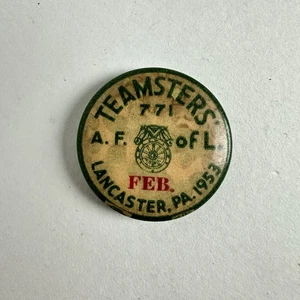 TEAMSTERS'
771
A. F. of L.
FEB.
LANCASTER, PA. 1953